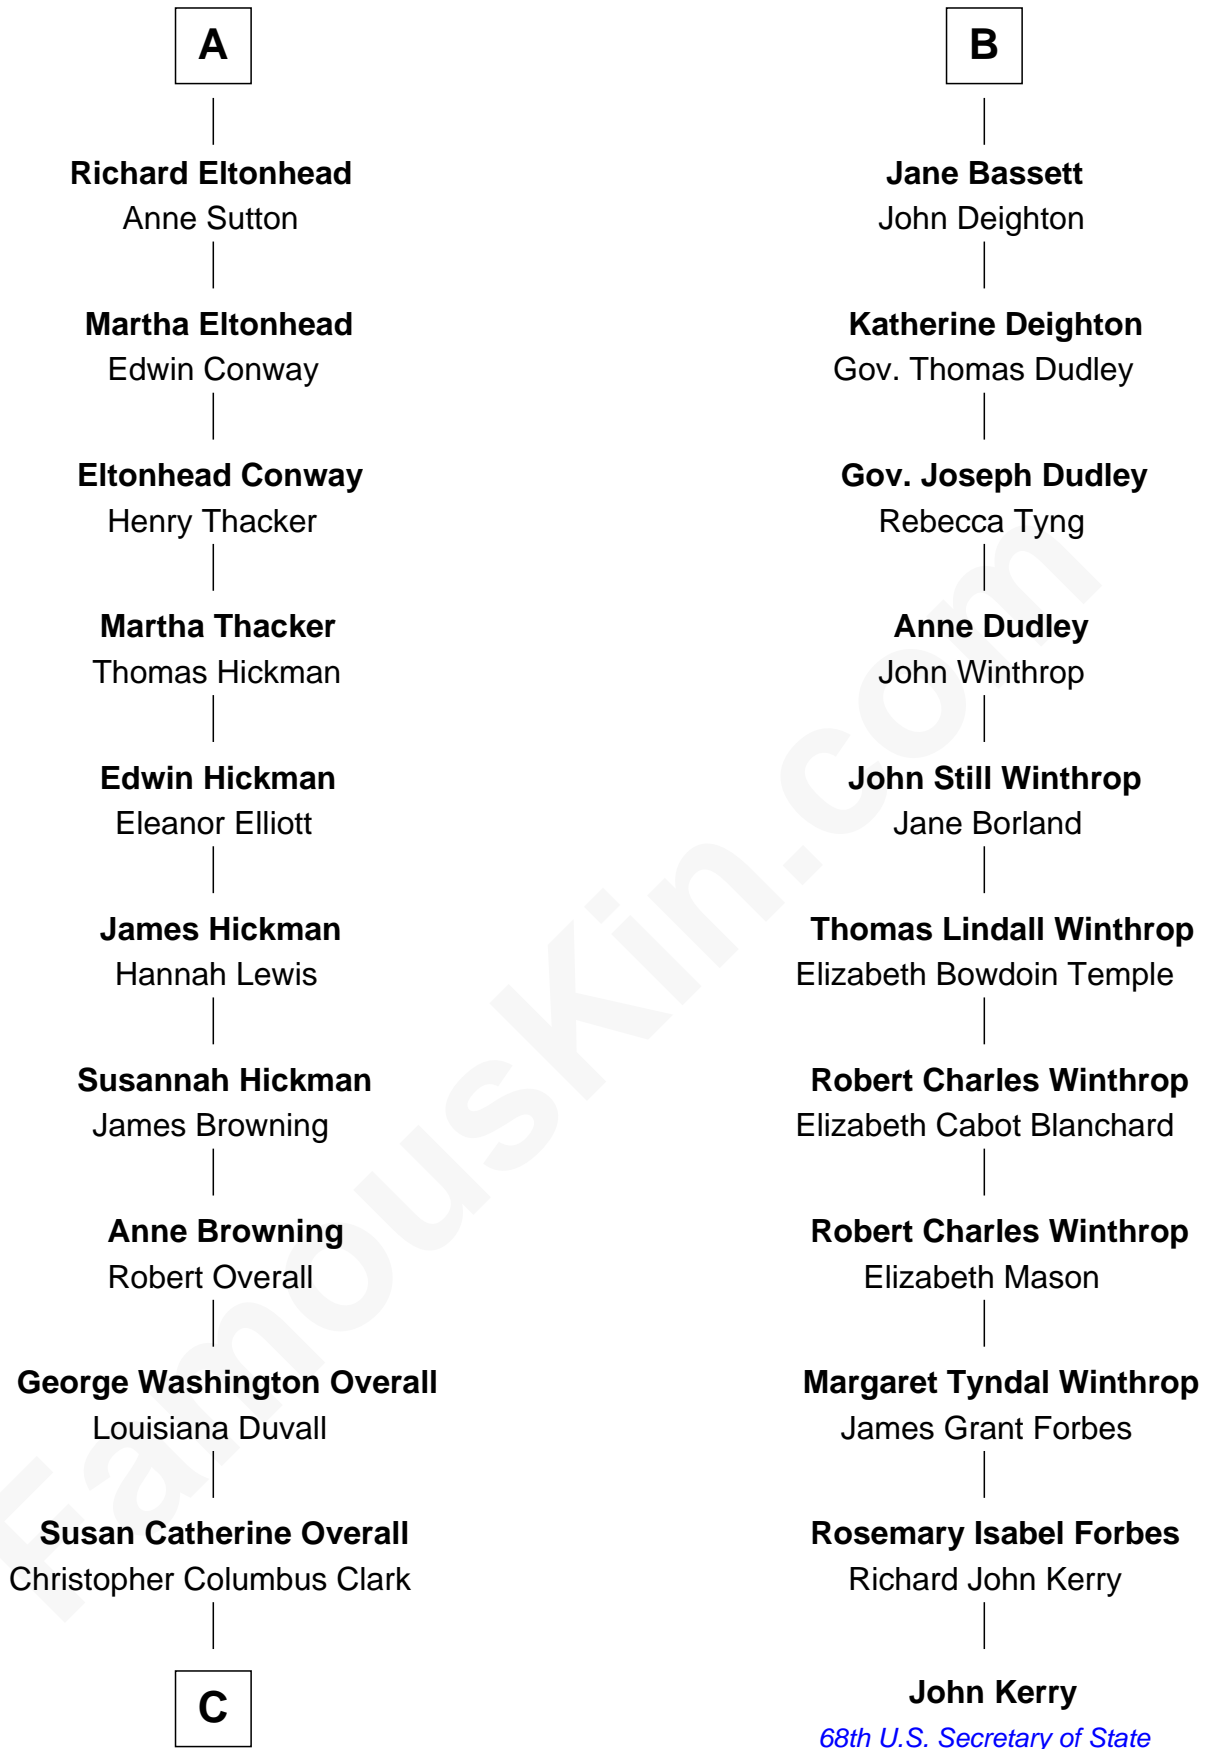 A
Richard Eltonhead
Anne Sutton
Martha Eltonhead
Edwin Conway
Eltonhead Conway
Henry Thacker
Martha Thacker
Thomas Hickman
Edwin Hickman
Eleanor Elliott
James Hickman
Hannah Lewis
Susannah Hickman
James Browning
Anne Browning
Robert Overall
George Washington Overall
Louisiana Duvall
Susan Catherine Overall
Christopher Columbus Clark
C
B
Jane Bassett
John Deighton
Katherine Deighton
Gov. Thomas Dudley
Gov. Joseph Dudley
Rebecca Tyng
Anne Dudley
John Winthrop
John Still Winthrop
Jane Borland
Thomas Lindall Winthrop
Elizabeth Bowdoin Temple
Robert Charles Winthrop
Elizabeth Cabot Blanchard
Robert Charles Winthrop
Elizabeth Mason
Margaret Tyndal Winthrop
James Grant Forbes
Rosemary Isabel Forbes
Richard John Kerry
John Kerry
68th U.S. Secretary of State
FamousKin.com